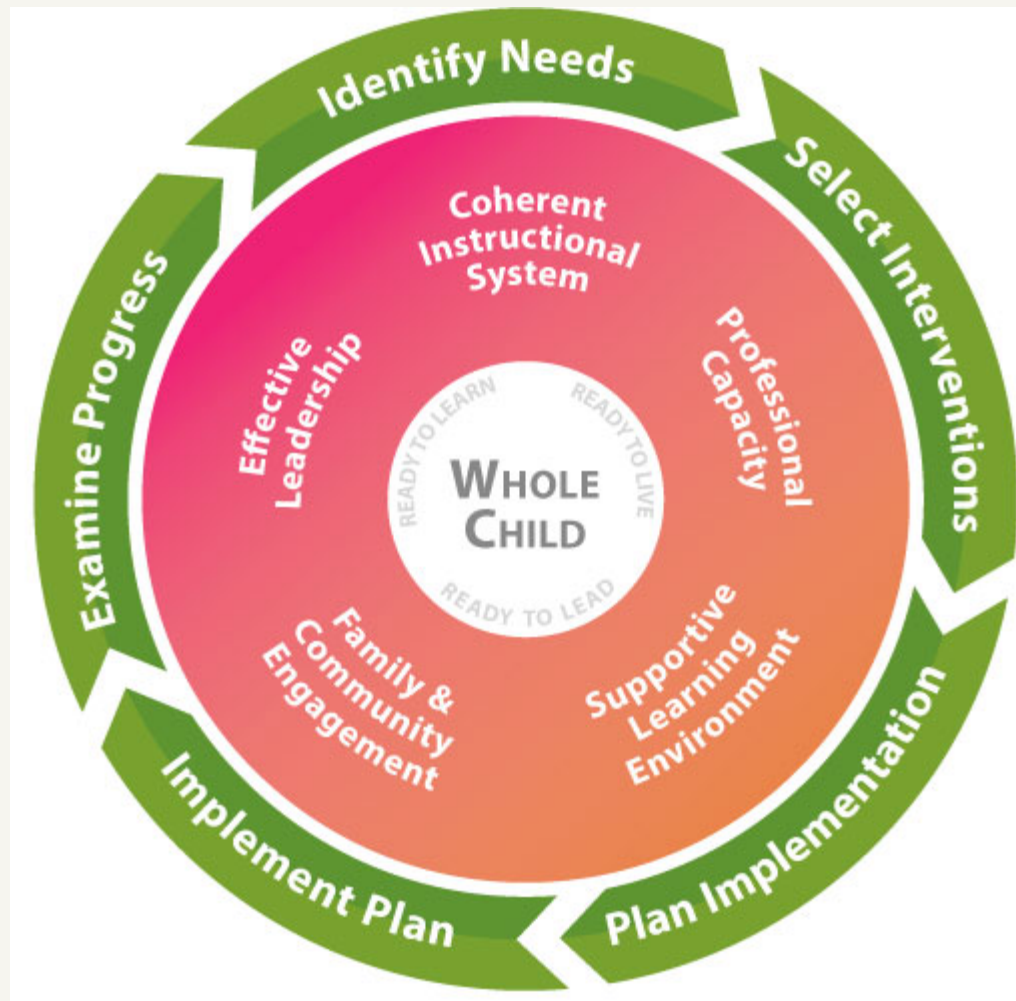 Identify Needs
Select Interventions
Plan Implementation
Implement Plan
Examine Progress
Coherent
Instructional
System
Professional
Capacity
Supportive
Learning
Environment
Family &
Community
Engagement
Effective
Leadership
READY TO LEARN
READY TO LIVE
READY TO LEAD
WHOLE
CHILD